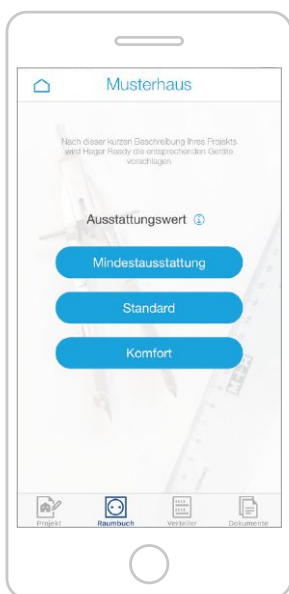 Musterhaus
Nach dieser kurzen Beschreibung Ihres Projekts
wird Hager Ready die entsprechenden Geräte
vorschlagen
Ausstattungswert
Mindestausstattung
Standard
Komfort
Projekt
Raumbuch
Verteiler
Dokumente